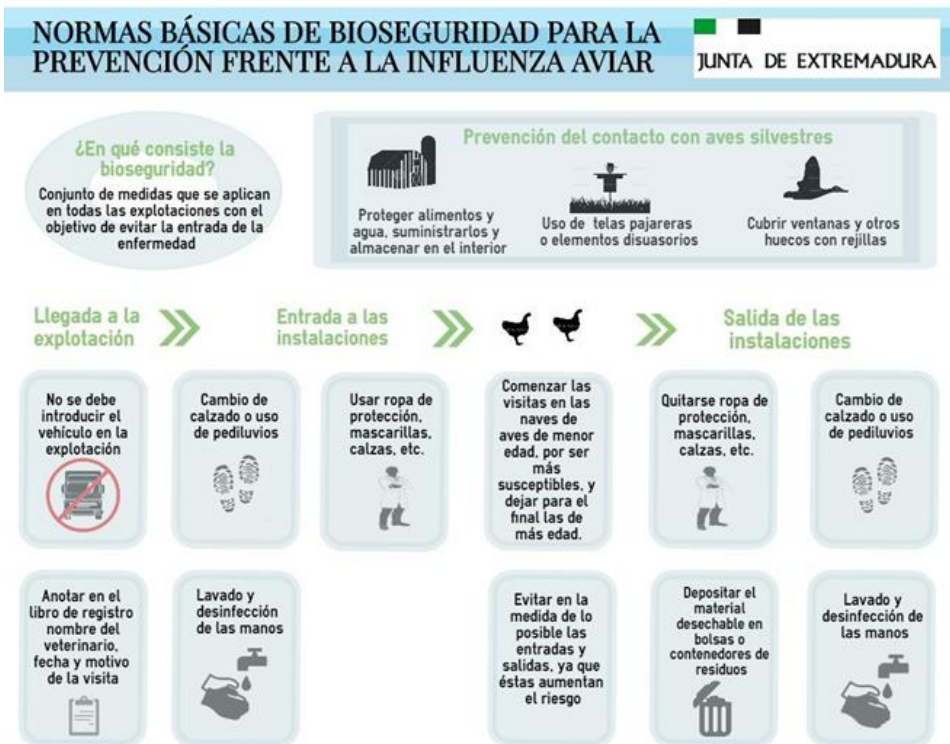 NORMAS BÁSICAS DE BIOSEGURIDAD PARA LA
PREVENCIÓN FRENTE A LA INFLUENZA AVIAR
JUNTA DE EXTREMADURA
¿En qué consiste la
bioseguridad?
Conjunto de medidas que se aplican
en todas las explotaciones con el
objetivo de evitar la entrada de la
enfermedad
Prevención del contacto con aves silvestres
Proteger alimentos y
agua, suministrarlos y
almacenar en el interior
Uso de telas pajareras
o elementos disuasorios
Cubrir ventanas y otros
huecos con rejillas
Llegada a la
explotación
Entrada a las
instalaciones
Salida de las
instalaciones
No se debe
introducir el
vehículo en la
explotación
Cambio de
calzado o uso
de pediluvios
Usar ropa de
protección,
mascarillas,
calzas, etc.
Comenzar las
visitas en las
naves de
aves de menor
edad, por ser
más
susceptibles, y
dejar para el
final las de
más edad.
Quitarse ropa de
protección,
mascarillas,
calzas, etc.
Cambio de
calzado o uso
de pediluvios
Anotar en el
libro de registro
nombre del
veterinario,
fecha y motivo
de la visita
Lavado y
desinfección
de las manos
Evitar en la
medida de lo
posible las
entradas y
salidas, ya que
éstas aumentan
el riesgo
Depositar el
material
desechable en
bolsas o
contenedores de
residuos
Lavado y
desinfección de
las manos